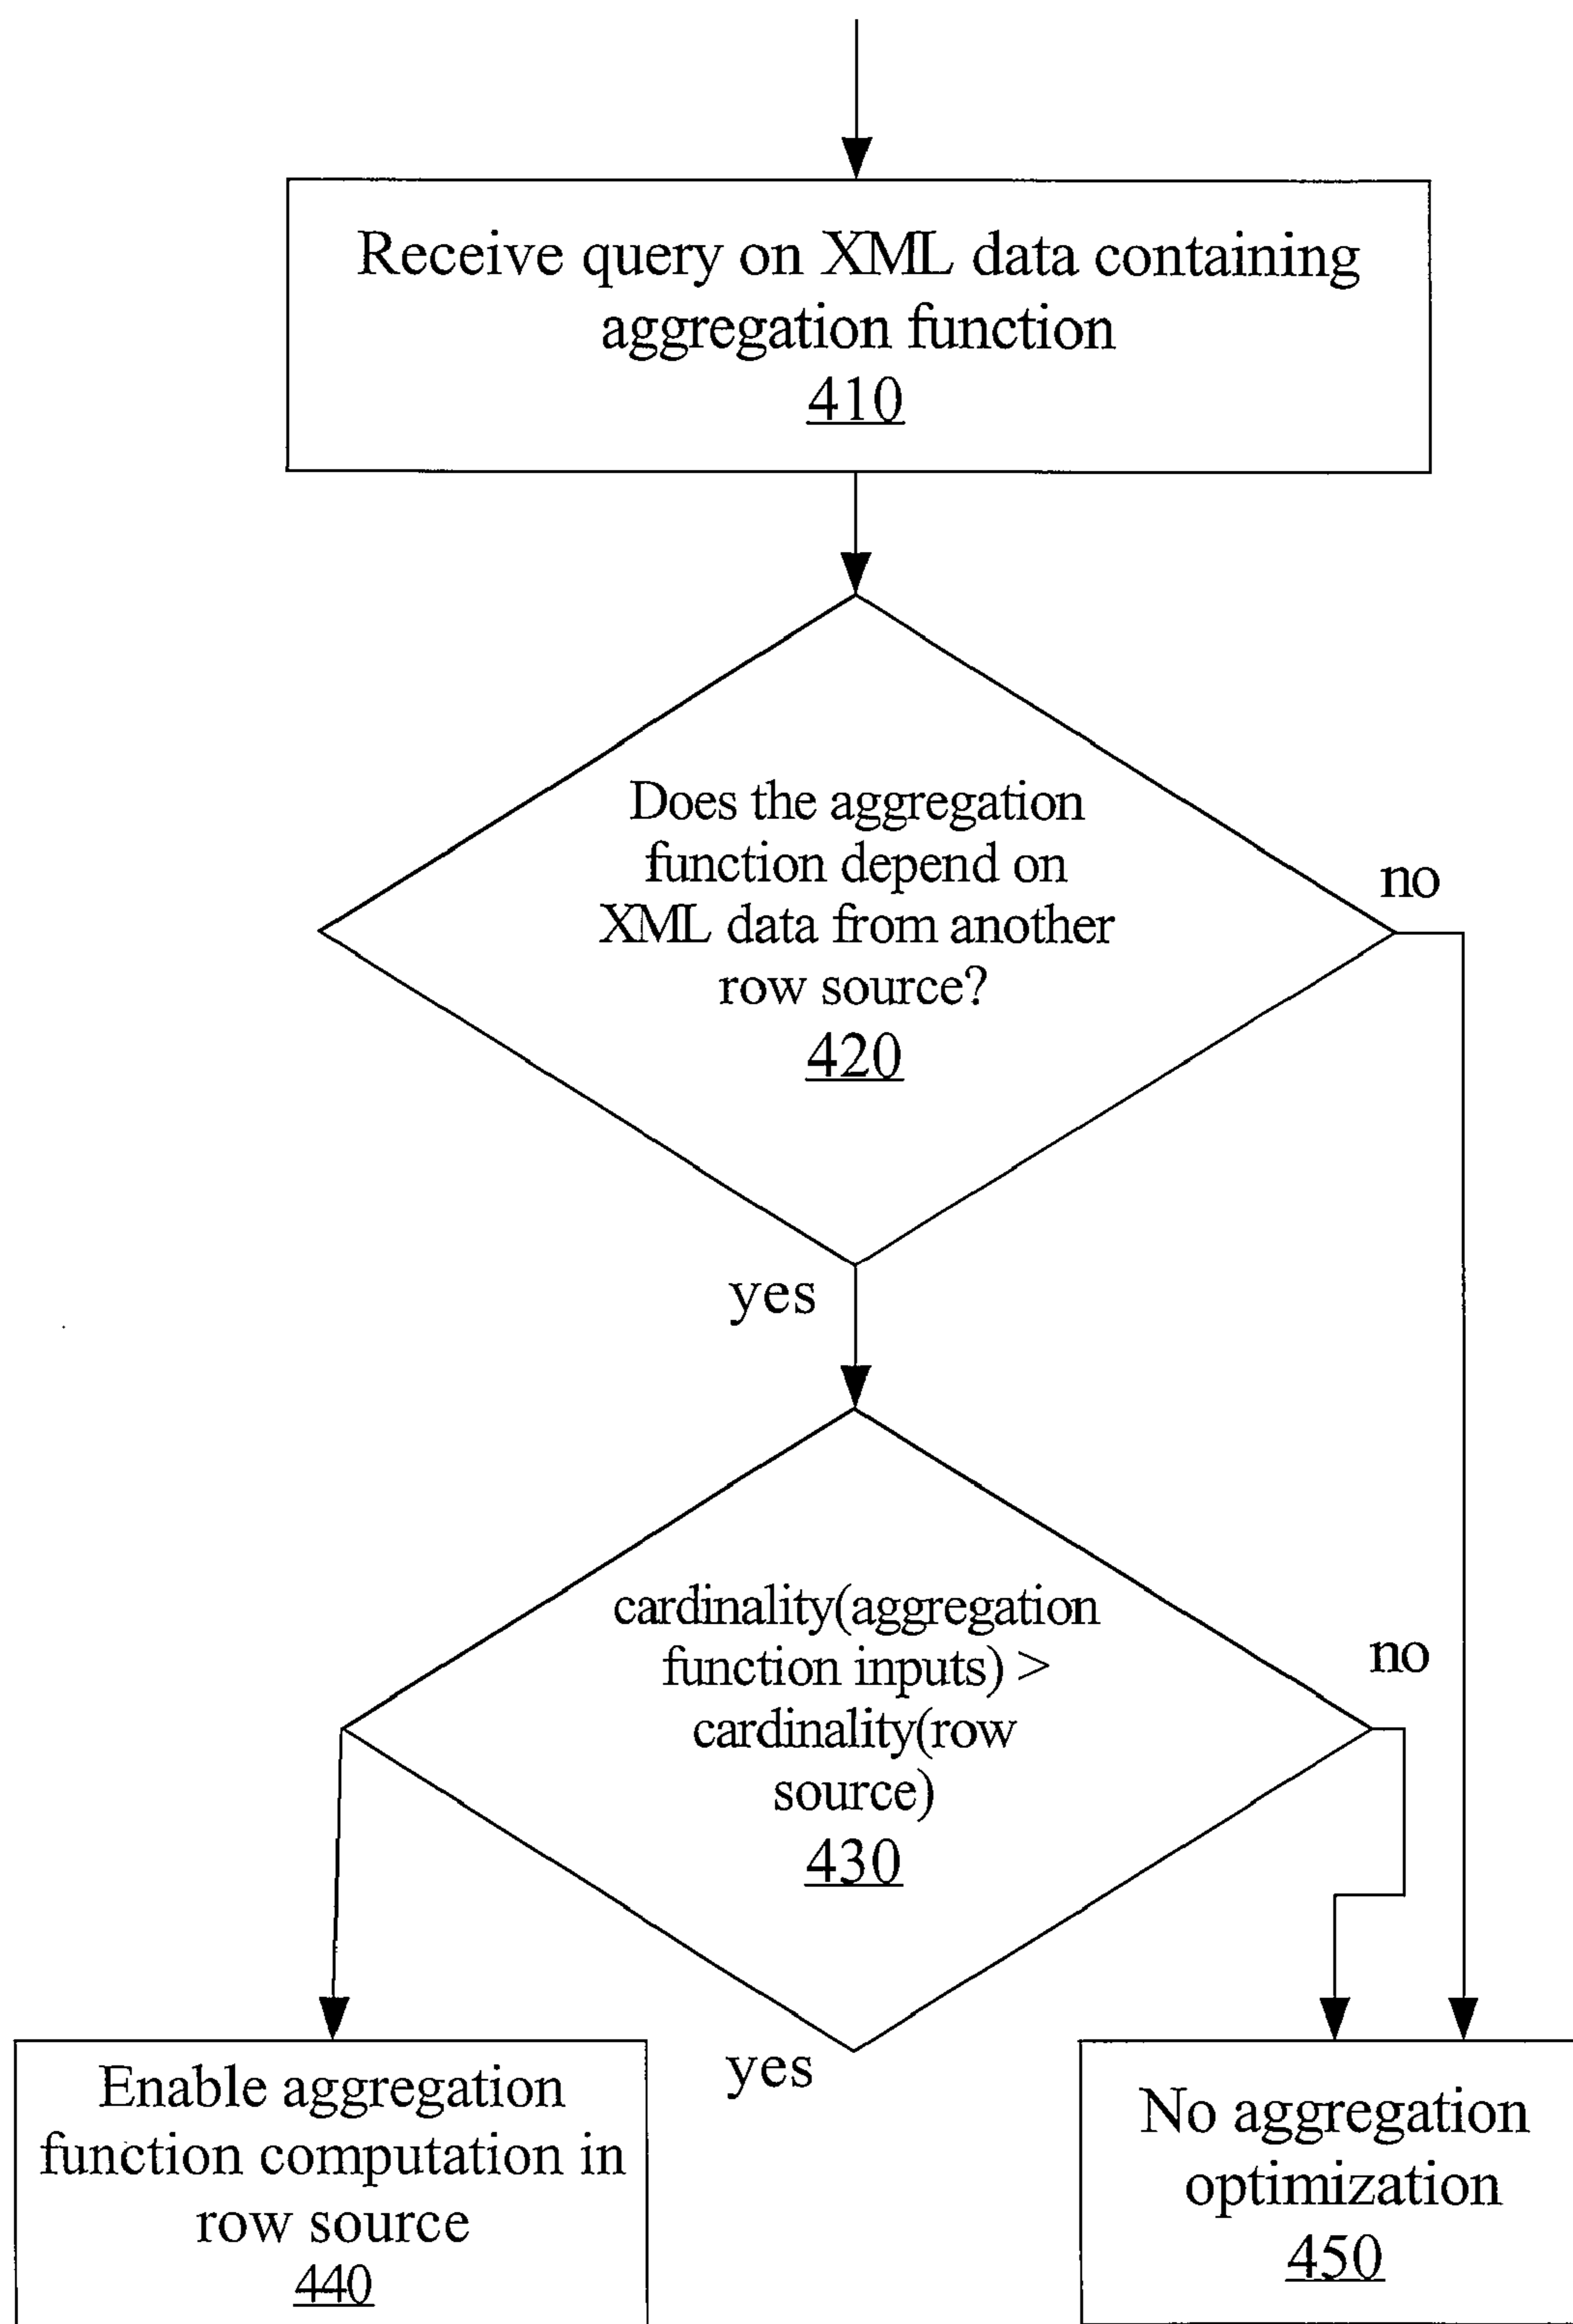 Receive query on XML data containing
aggregation function
410
Does the aggregation
function depend on
XML data from another
row source?
420
no
yes
cardinality(aggregation
function inputs) >
cardinality(row
source)
430
no
yes
Enable aggregation
function computation in
row source
440
No aggregation
optimization
450